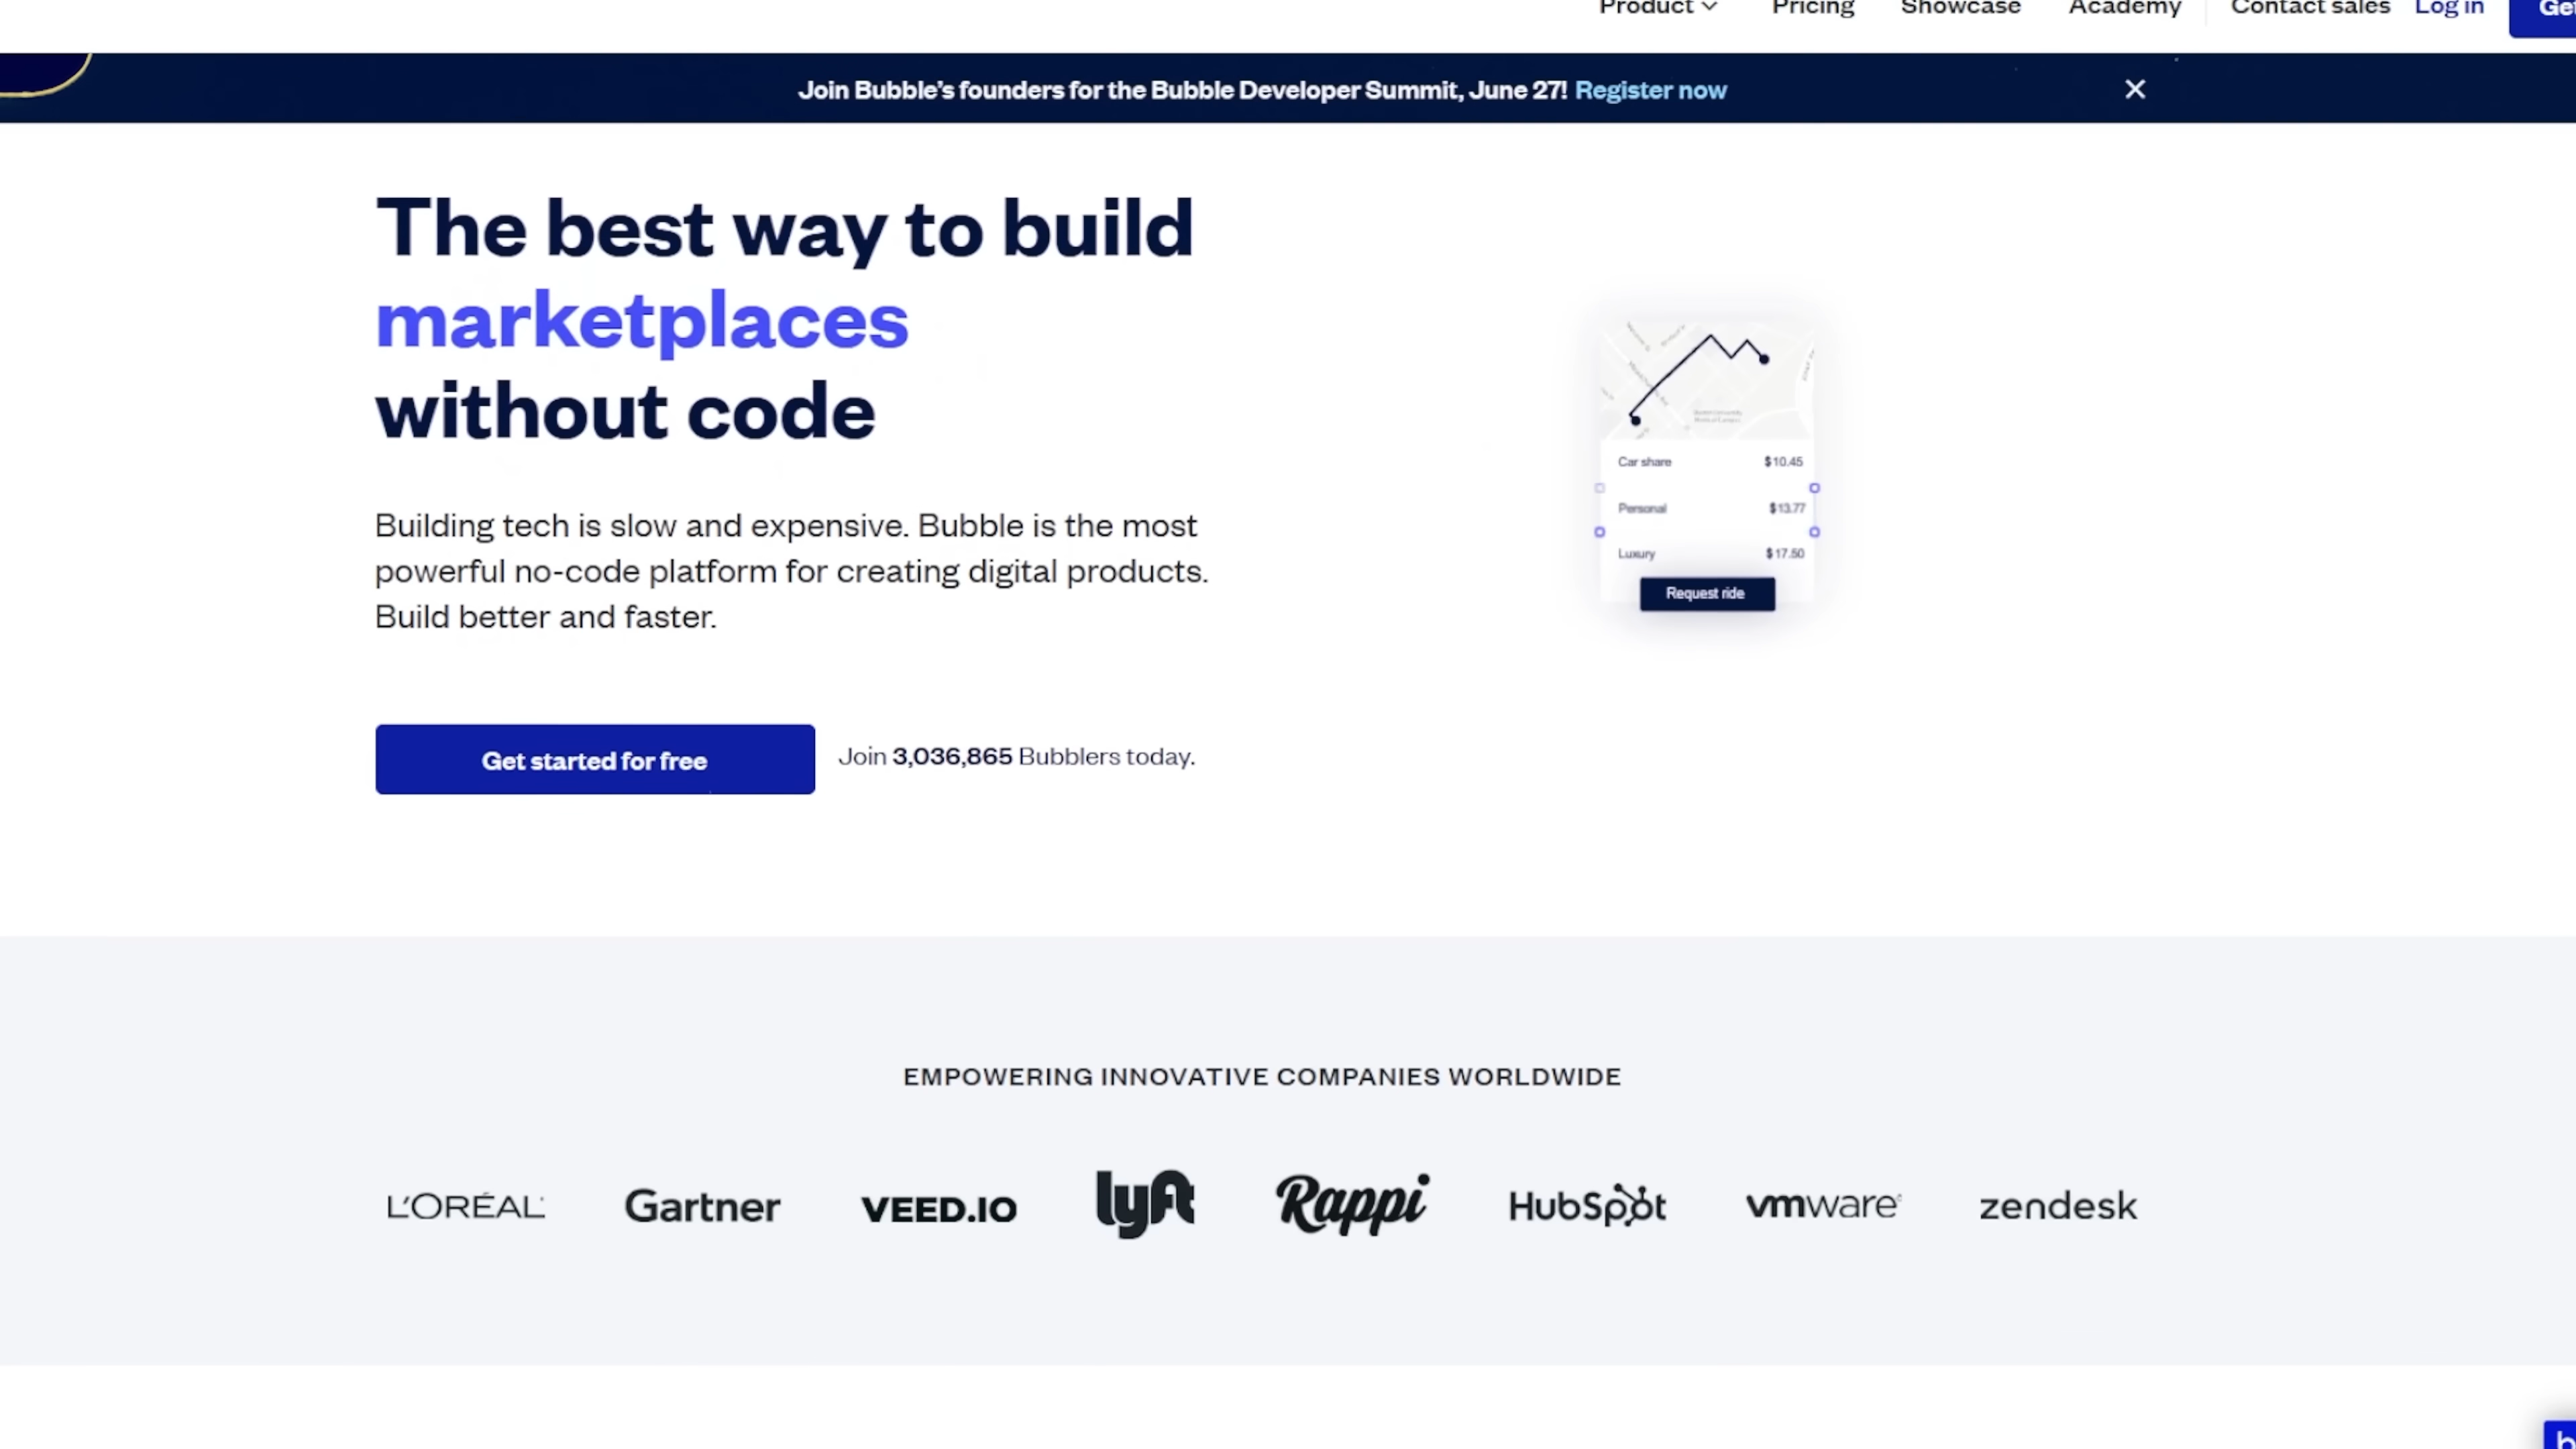 Product Pricing Showcase Academy Contact sales Log in
Join Bubble's founders for the Bubble Developer Summit, June 27! Register now
The best way to build
marketplaces
without code
Building tech is slow and expensive. Bubble is the most
powerful no-code platform for creating digital products.
Build better and faster.
Car share $10.45
Personal $13.77
Luxury $17.50
Request ride
Get started for free
Join 3,036,865 Bubblers today.
EMPOWERING INNOVATIVE COMPANIES WORLDWIDE
L'ORÉAL Gartner VEED.IO lyft Rappi HubSpot vmware zendesk